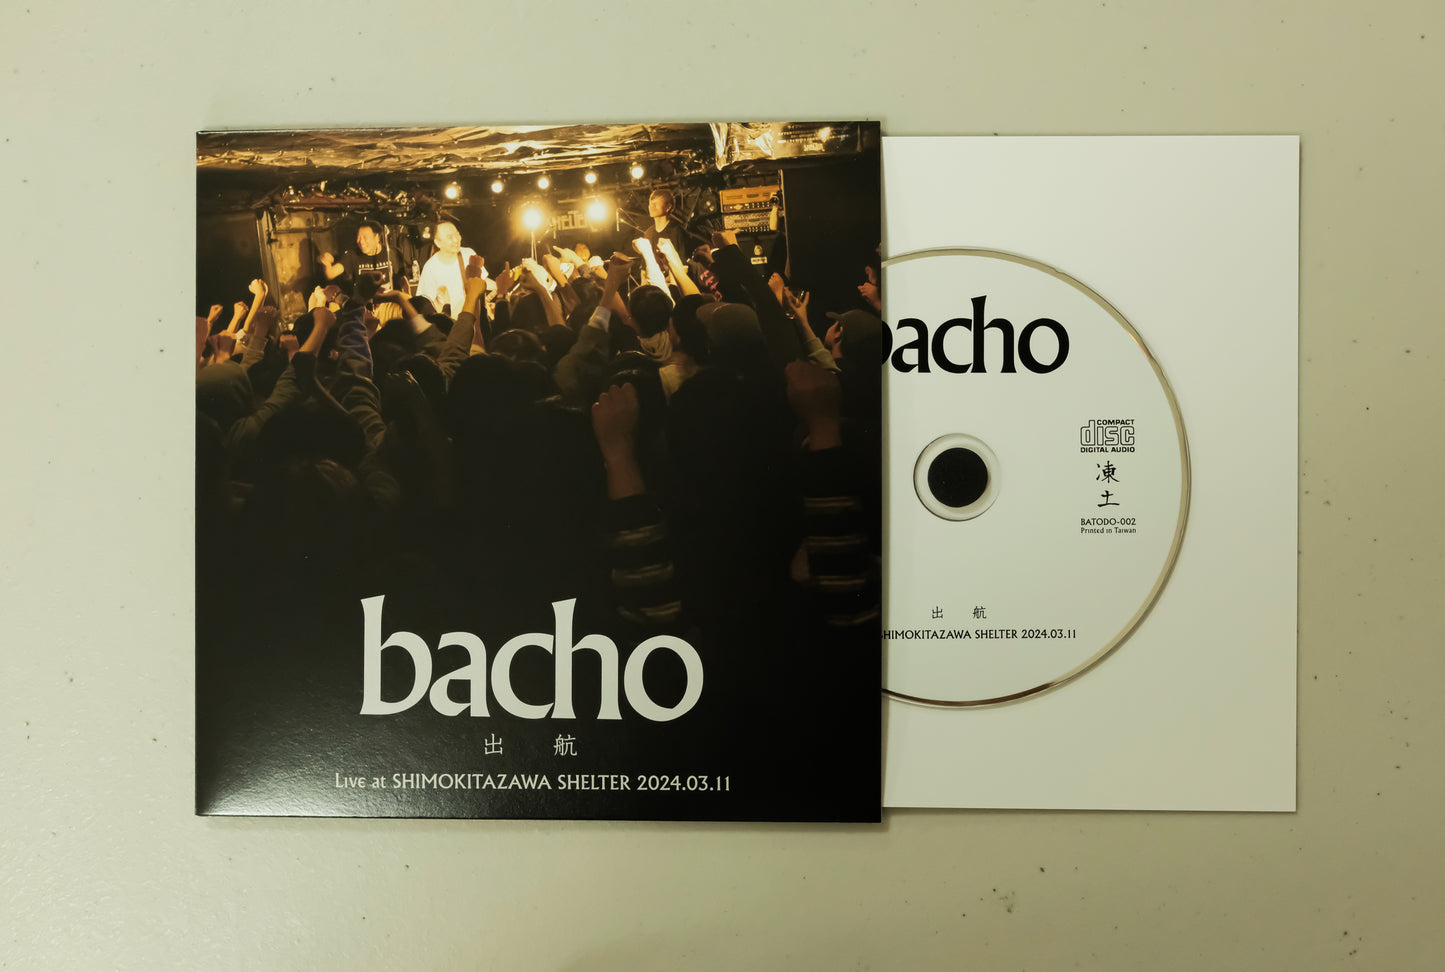 SHELTER
bacho
出 航
Live at SHIMOKITAZAWA SHELTER 2024.03.11
bacho
COMPACT
disc
DIGITAL AUDIO
凍
土
BATODO-002
Printed in Taiwan
出 航
SHIMOKITAZAWA SHELTER 2024.03.11